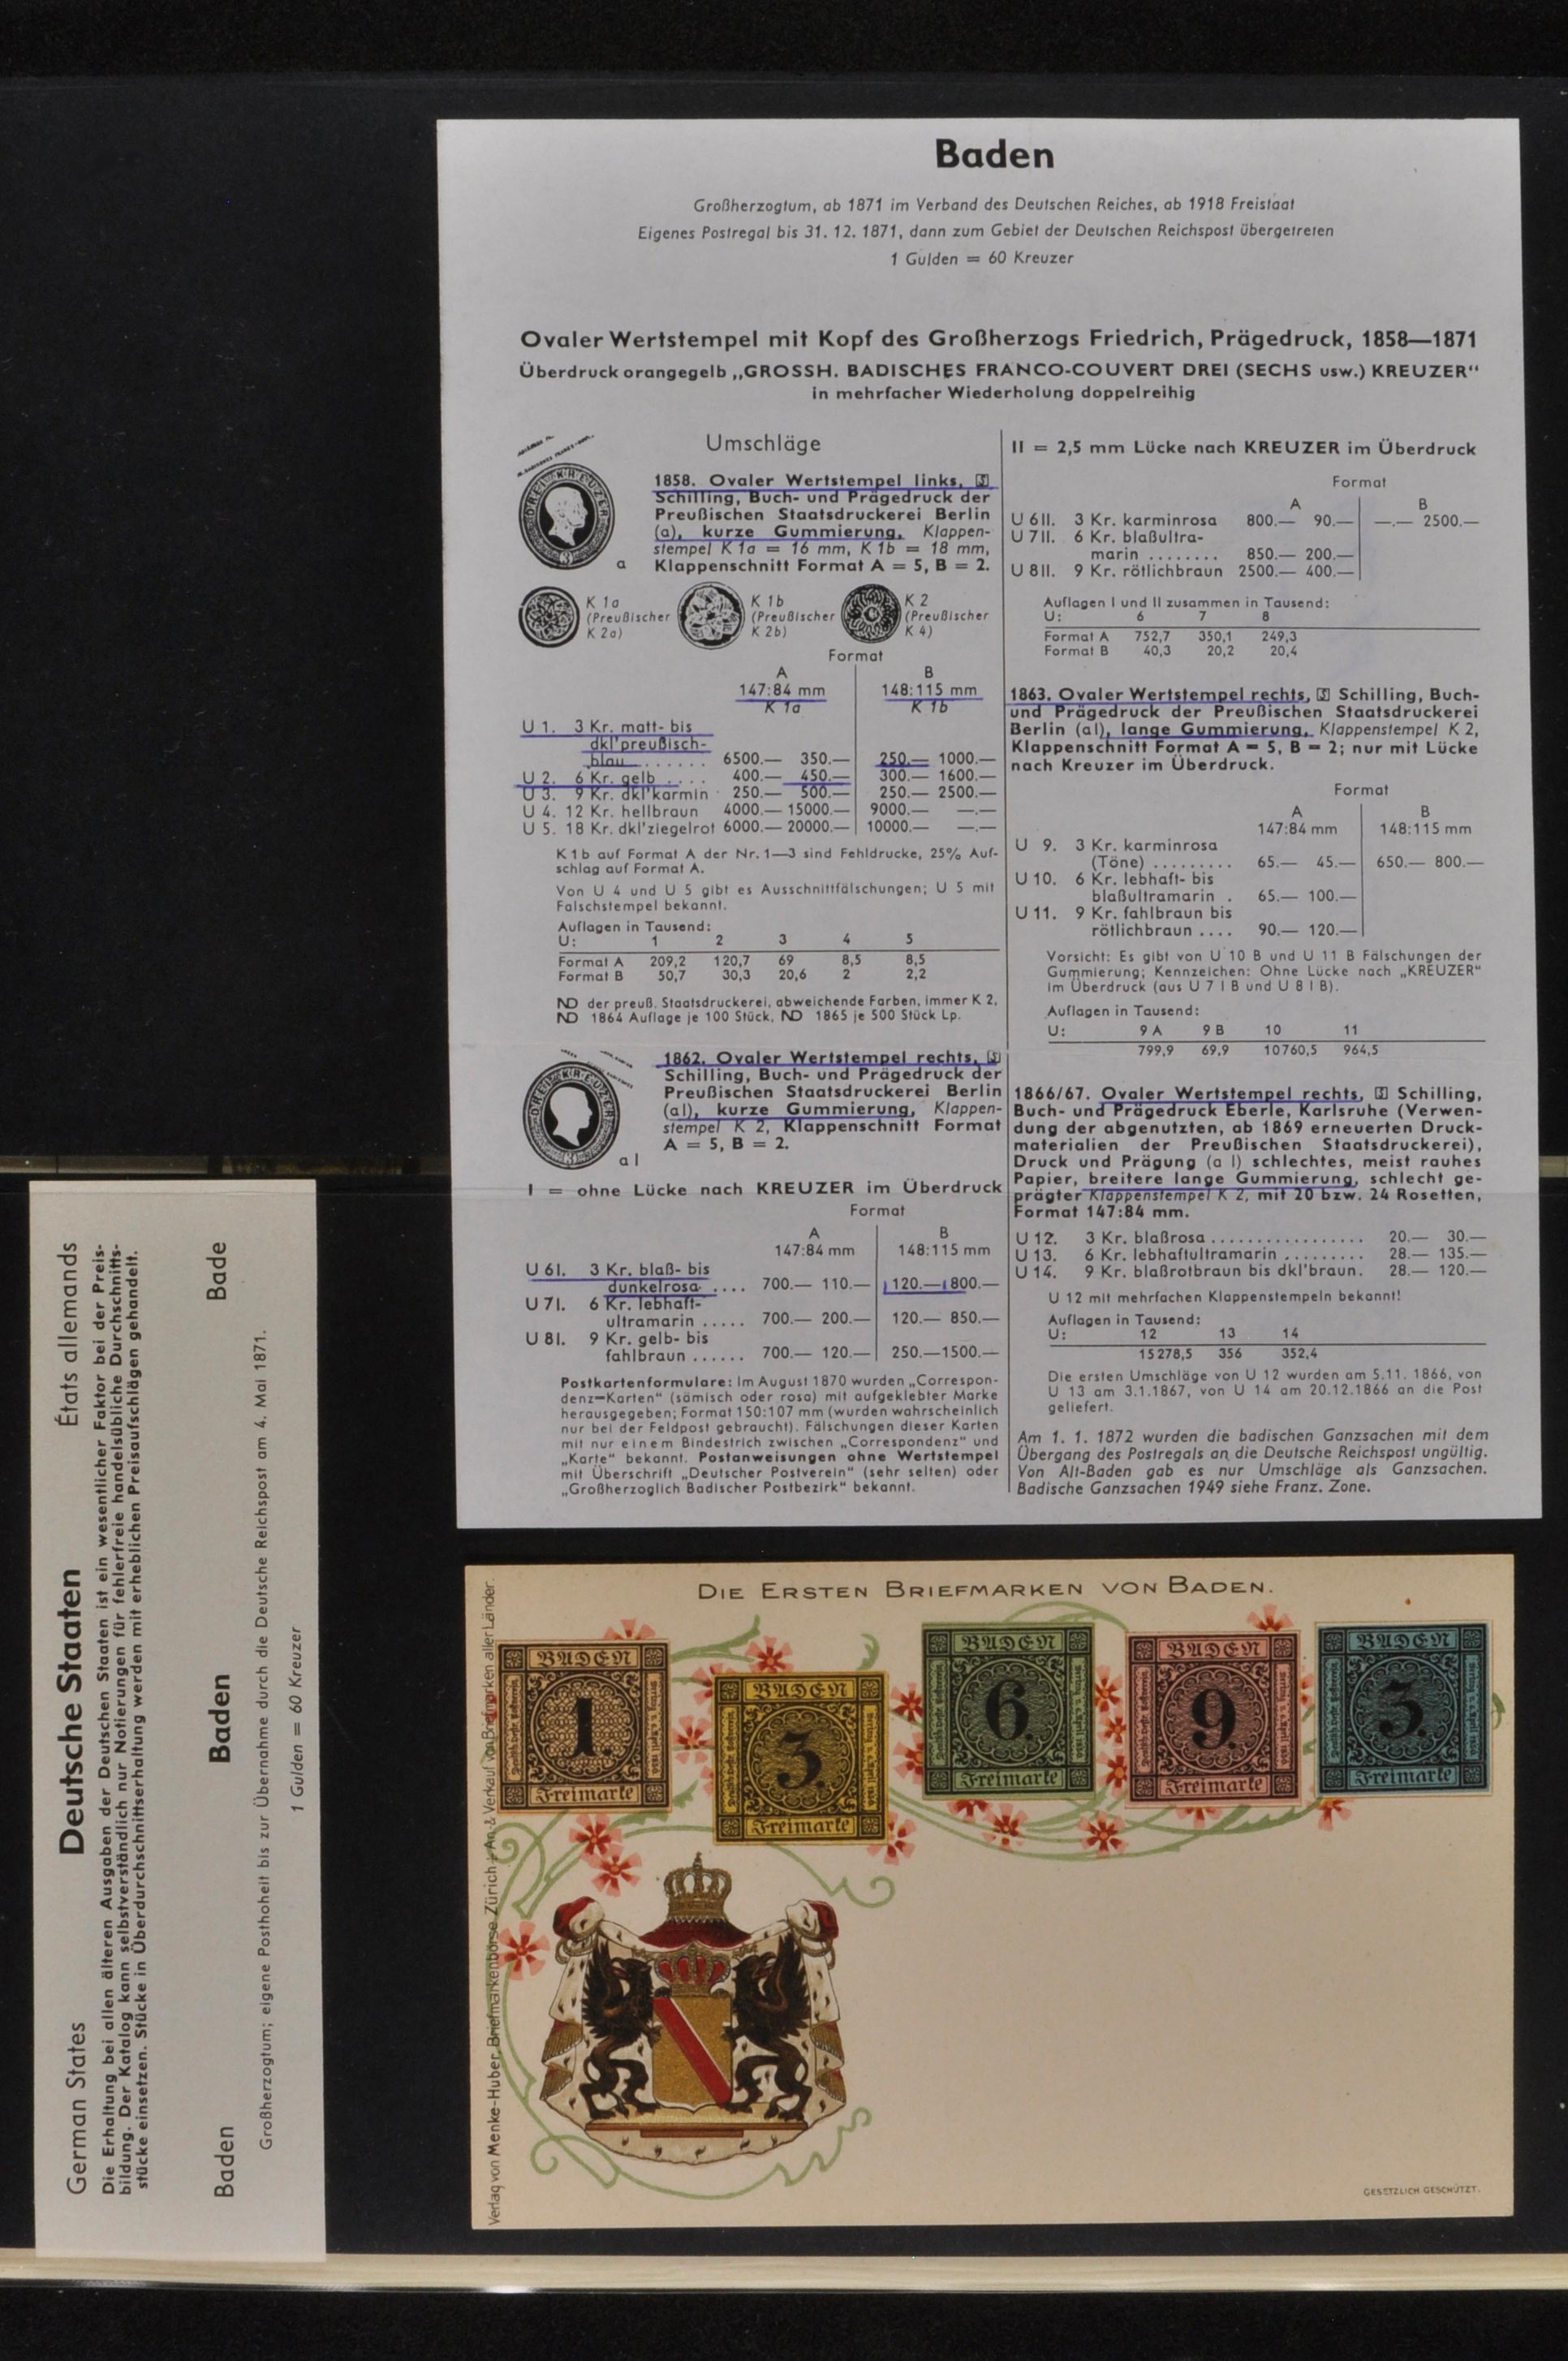 Baden
Großherzogtum, ab 1871 im Verband des Deutschen Reiches, ab 1918 Freistaat
Eigenes Postregal bis 31. 12. 1871, dann zum Gebiet der Deutschen Reichspost übergetreten
1 Gulden = 60 Kreuzer
Ovaler Wertstempel mit Kopf des Großherzogs Friedrich, Prägedruck, 1858—1871
Überdruck orangegelb „GROSSH. BADISCHES FRANCO-COUVERT DREI (SECHS usw.) KREUZER“
in mehrfacher Wiederholung doppelreihig
Umschläge
DREI KREUZER
3
a
1858. Ovaler Wertstempel links, S
Schilling, Buch- und Prägedruck der
Preußischen Staatsdruckerei Berlin
(a), kurze Gummierung, Klappen-
stempel K 1a = 16 mm, K 1b = 18 mm,
Klappenschnitt Format A = 5, B = 2.
K 1a
(Preußischer
K 2a)
K 1b
(Preußischer
K 2b)
K 2
(Preußischer
K 4)
Format
A B
147:84 mm 148:115 mm
K 1a K 1b
U 1. 3 Kr. matt- bis
dkl'preußisch-
blau ....... 6500.— 350.— 250.— 1000.—
U 2. 6 Kr. gelb .... 400.— 450.— 300.— 1600.—
U 3. 9 Kr. dkl'karmin 250.— 500.— 250.— 2500.—
U 4. 12 Kr. hellbraun 4000.— 15000.— 9000.— —.—
U 5. 18 Kr. dkl'ziegelrot 6000.— 20000.— 10000.— —.—
K 1b auf Format A der Nr. 1—3 sind Fehldrucke, 25% Auf-
schlag auf Format A.
Von U 4 und U 5 gibt es Ausschnittfälschungen; U 5 mit
Falschstempel bekannt.
Auflagen in Tausend:
U: 1 2 3 4 5
Format A 209,2 120,7 69 8,5 8,5
Format B 50,7 30,3 20,6 2 2,2
ND der preuß. Staatsdruckerei, abweichende Farben, immer K 2,
ND 1864 Auflage je 100 Stück, ND 1865 je 500 Stück Lp.
DREI KREUZER
3
a I
1862. Ovaler Wertstempel rechts, S
Schilling, Buch- und Prägedruck der
Preußischen Staatsdruckerei Berlin
(aI), kurze Gummierung, Klappen-
stempel K 2, Klappenschnitt Format
A = 5, B = 2.
I = ohne Lücke nach KREUZER im Überdruck
Format
A B
147:84 mm 148:115 mm
U 6I. 3 Kr. blaß- bis
dunkelrosa .... 700.— 110.— 120.— 800.—
U 7I. 6 Kr. lebhaft-
ultramarin ..... 700.— 200.— 120.— 850.—
U 8I. 9 Kr. gelb- bis
fahlbraun ...... 700.— 120.— 250.—1500.—
Postkartenformulare: Im August 1870 wurden „Correspon-
denz=Karten“ (sämisch oder rosa) mit aufgeklebter Marke
herausgegeben; Format 150:107 mm (wurden wahrscheinlich
nur bei der Feldpost gebraucht). Fälschungen dieser Karten
mit nur einem Bindestrich zwischen „Correspondenz“ und
„Karte“ bekannt. Postanweisungen ohne Wertstempel
mit Überschrift „Deutscher Postverein“ (sehr selten) oder
„Großherzoglich Badischer Postbezirk“ bekannt.
II = 2,5 mm Lücke nach KREUZER im Überdruck
Format
A B
U 6II. 3 Kr. karminrosa 800.— 90.— —.— 2500.—
U 7II. 6 Kr. blaßultra-
marin ........ 850.— 200.—
U 8II. 9 Kr. rötlichbraun 2500.— 400.—
Auflagen I und II zusammen in Tausend:
U: 6 7 8
Format A 752,7 350,1 249,3
Format B 40,3 20,2 20,4
1863. Ovaler Wertstempel rechts, S Schilling, Buch-
und Prägedruck der Preußischen Staatsdruckerei
Berlin (aI), lange Gummierung, Klappenstempel K 2,
Klappenschnitt Format A = 5, B = 2; nur mit Lücke
nach Kreuzer im Überdruck.
Format
A B
147:84 mm 148:115 mm
U 9. 3 Kr. karminrosa
(Töne) ......... 65.— 45.— 650.— 800.—
U 10. 6 Kr. lebhaft- bis
blaßultramarin . 65.— 100.—
U 11. 9 Kr. fahlbraun bis
rötlichbraun .... 90.— 120.—
Vorsicht: Es gibt von U 10 B und U 11 B Fälschungen der
Gummierung; Kennzeichen: Ohne Lücke nach „KREUZER“
im Überdruck (aus U 7 I B und U 8 I B).
Auflagen in Tausend:
U: 9 A 9 B 10 11
799,9 69,9 10760,5 964,5
1866/67. Ovaler Wertstempel rechts, S Schilling,
Buch- und Prägedruck Eberle, Karlsruhe (Verwen-
dung der abgenutzten, ab 1869 erneuerten Druck-
materialien der Preußischen Staatsdruckerei),
Druck und Prägung (a I) schlechtes, meist rauhes
Papier, breitere lange Gummierung, schlecht ge-
prägter Klappenstempel K 2, mit 20 bzw. 24 Rosetten,
Format 147:84 mm.
U 12. 3 Kr. blaßrosa ................. 20.— 30.—
U 13. 6 Kr. lebhaftultramarin ......... 28.— 135.—
U 14. 9 Kr. blaßrotbraun bis dkl'braun. 28.— 120.—
U 12 mit mehrfachen Klappenstempeln bekannt!
Auflagen in Tausend:
U: 12 13 14
15278,5 356 352,4
Die ersten Umschläge von U 12 wurden am 5.11. 1866, von
U 13 am 3.1.1867, von U 14 am 20.12.1866 an die Post
geliefert.
Am 1. 1. 1872 wurden die badischen Ganzsachen mit dem
Übergang des Postregals an die Deutsche Reichspost ungültig.
Von Alt-Baden gab es nur Umschläge als Ganzsachen.
Badische Ganzsachen 1949 siehe Franz. Zone.
German States Deutsche Staaten États allemands
Die Erhaltung bei allen älteren Ausgaben der Deutschen Staaten ist ein wesentlicher Faktor bei der Preis-
bildung. Der Katalog kann selbstverständlich nur Notierungen für fehlerfreie handelsübliche Durchschnitts-
stücke einsetzen. Stücke in Überdurchschnittserhaltung werden mit erheblichen Preisaufschlägen gehandelt.
Baden Baden Bade
Großherzogtum; eigene Posthoheit bis zur Übernahme durch die Deutsche Reichspost am 4. Mai 1871.
1 Gulden = 60 Kreuzer
DIE ERSTEN BRIEFMARKEN VON BADEN.
Verlag von Menke-Huber, Briefmarkenbörse Zürich - An- & Verkauf von Briefmarken aller Länder.
BADEN
1.
Freimarke
BADEN
3.
Freimarke
BADEN
6.
Freimarke
BADEN
9.
Freimarke
BADEN
3.
Freimarke
GESETZLICH GESCHÜTZT.